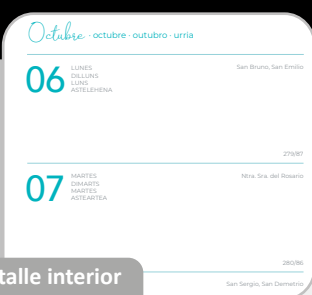 Octubre · octubre · outubro · urria
06 LUNES San Bruno, San Emilio
DILLUNS
LUNS
ASTELEHENA
279/87
07 MARTES Ntra. Sra. del Rosario
DIMARTS
MARTES
ASTEARTEA
280/86
talle interior
San Sergio, San Demetrio